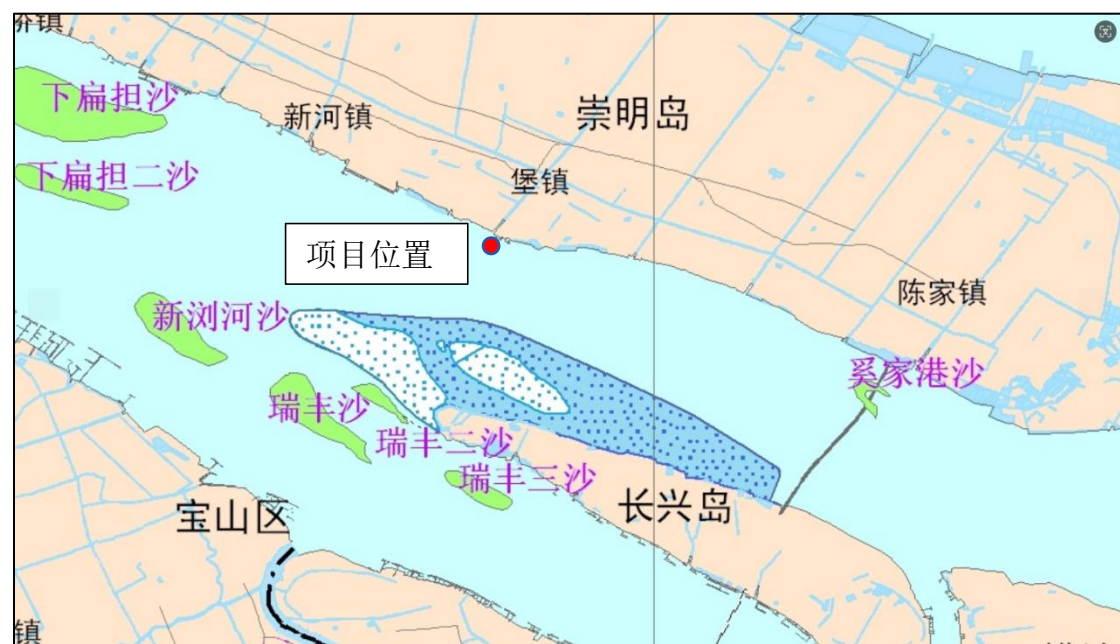 下扁担沙
新河镇
崇明岛
下扁担二沙
堡镇
项目位置
陈家镇
新浏河沙
奚家港沙
瑞丰沙
瑞丰二沙
瑞丰三沙
长兴岛
宝山区
镇